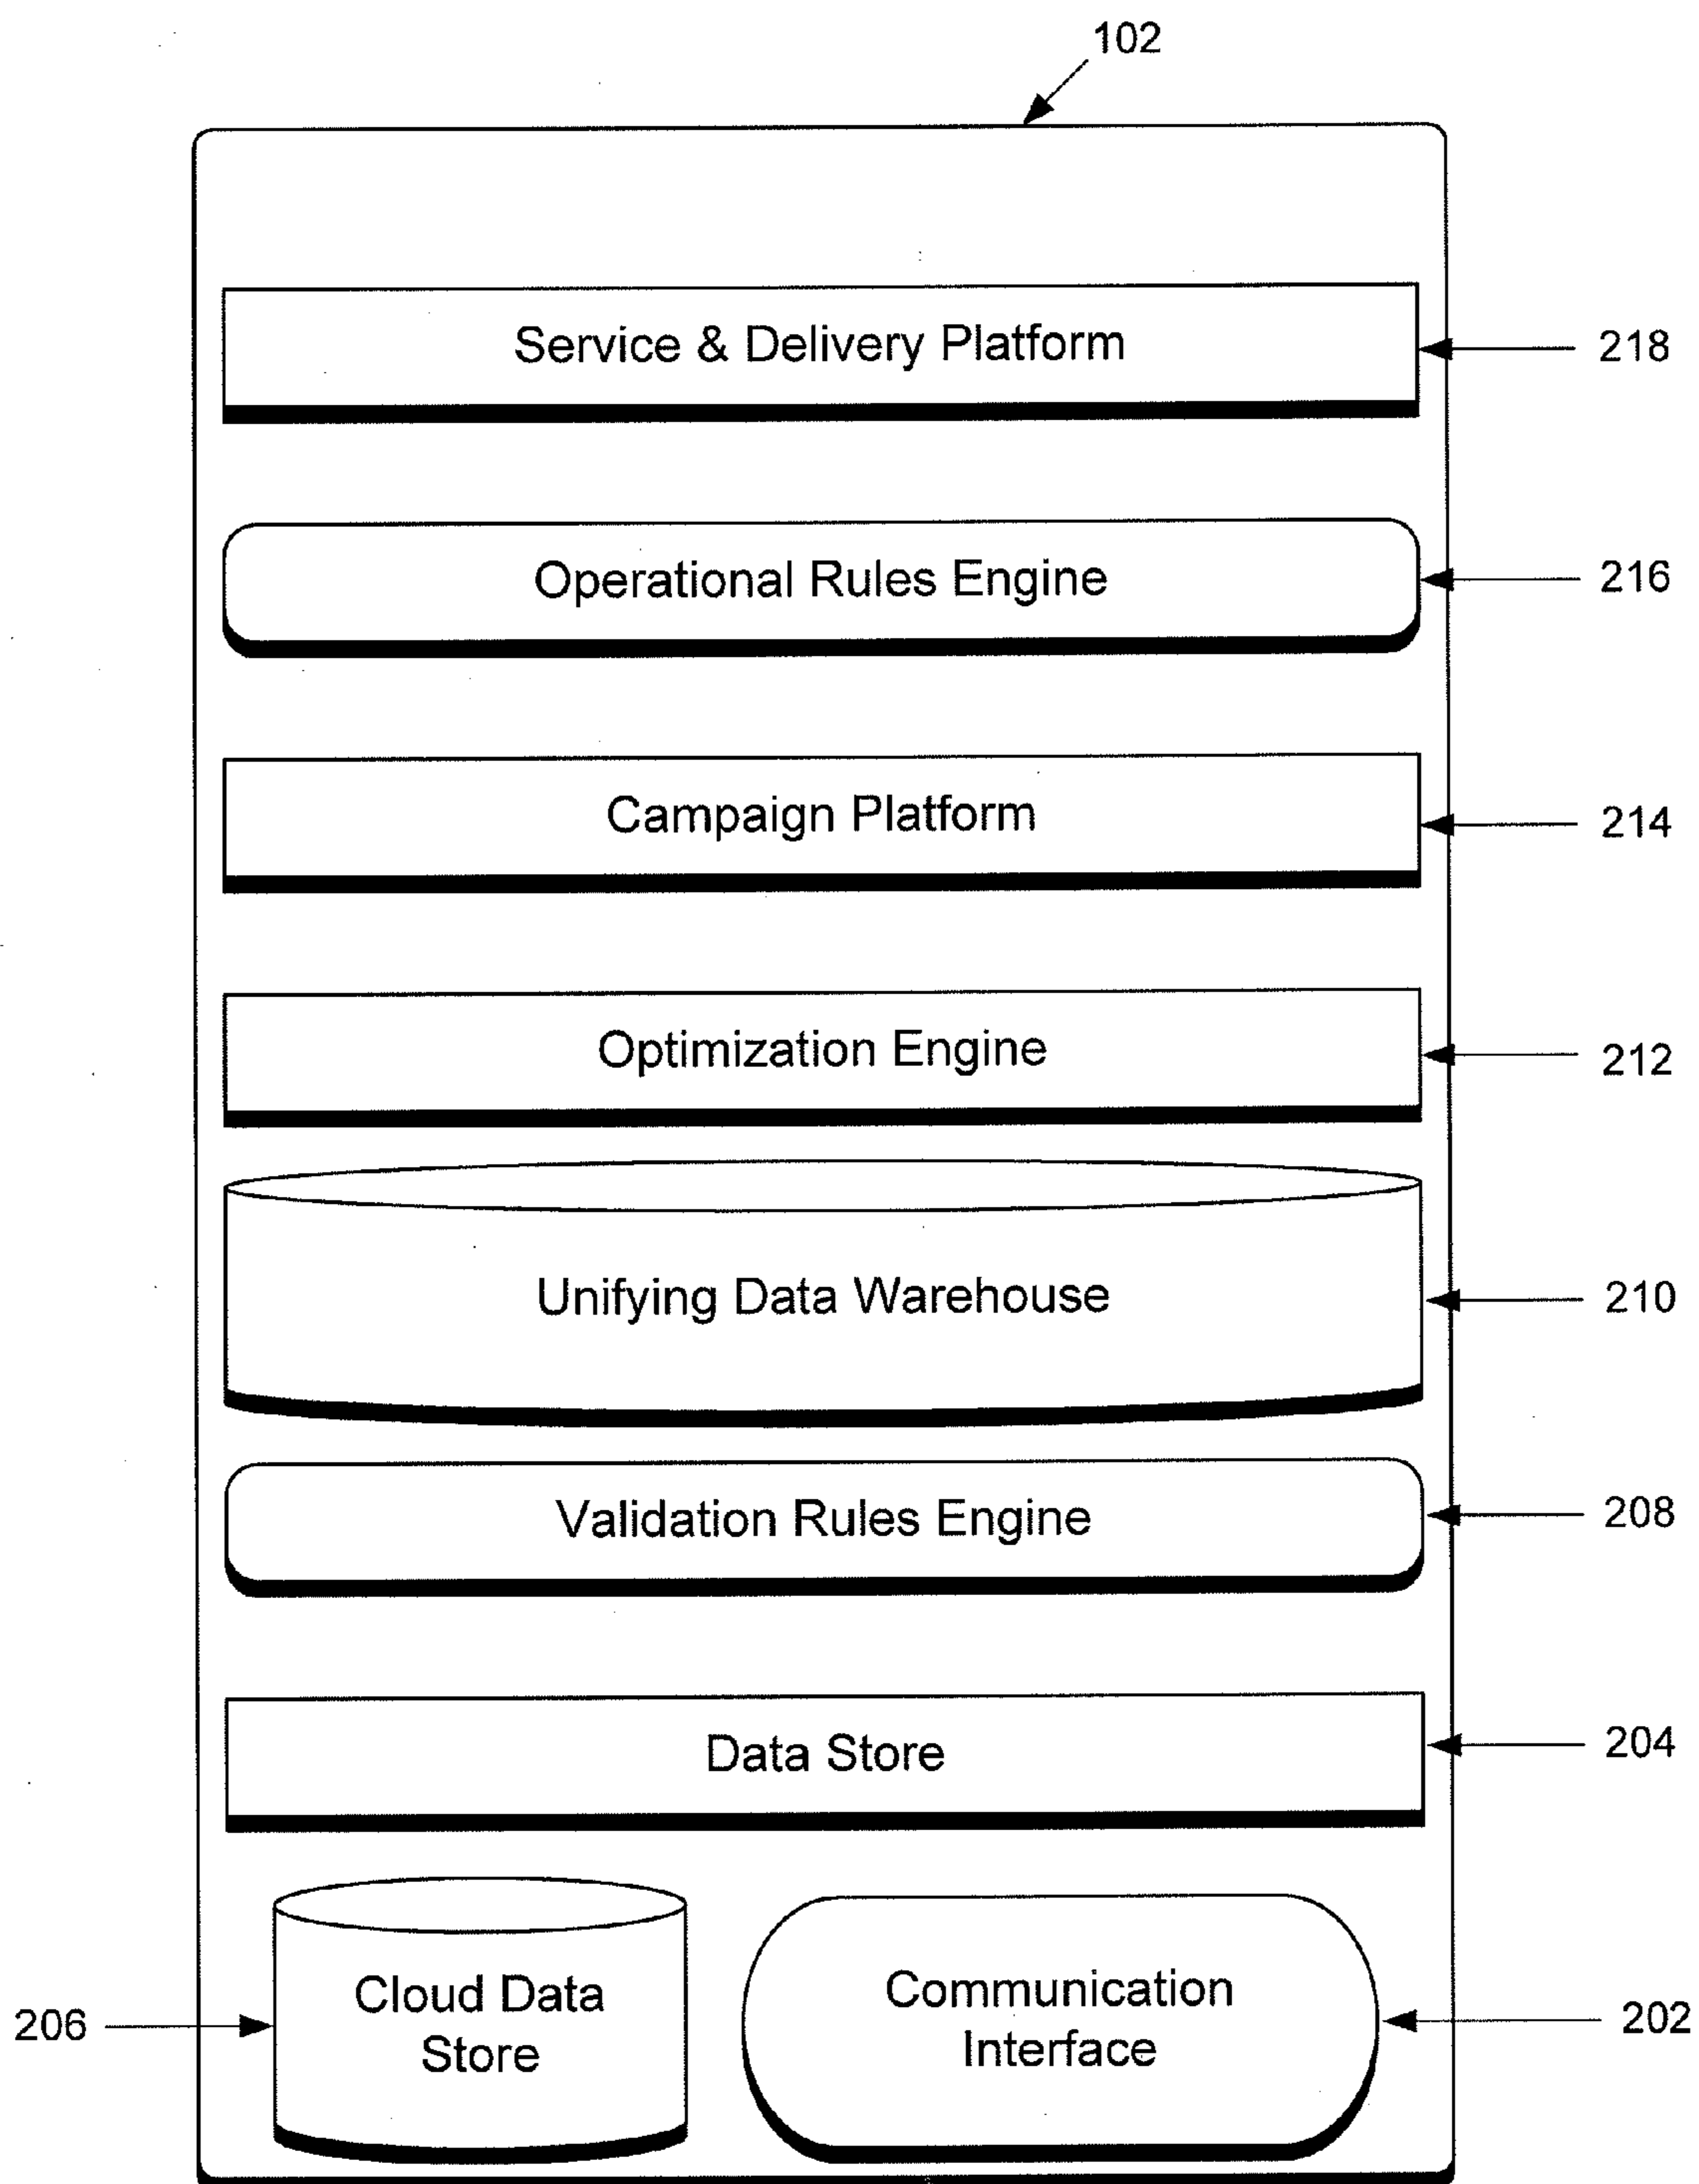 102
Service & Delivery Platform
218
Operational Rules Engine
216
Campaign Platform
214
Optimization Engine
212
Unifying Data Warehouse
210
Validation Rules Engine
208
Data Store
204
206
Cloud Data
Store
Communication
Interface
202